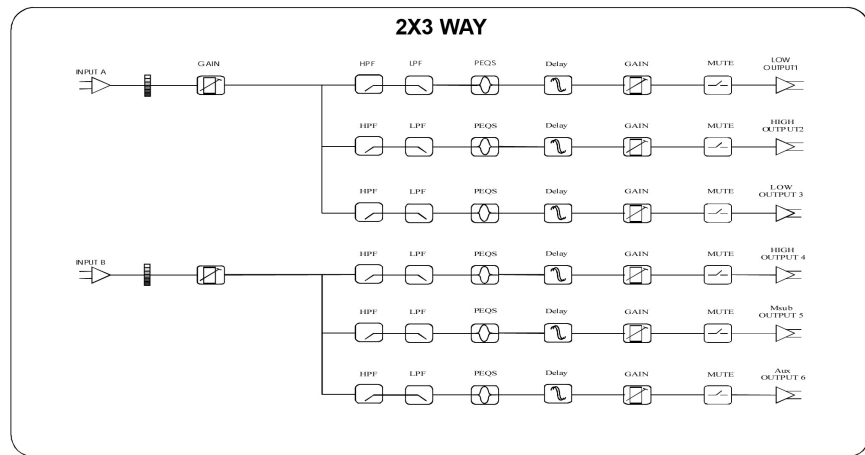 2X3 WAY
INPUT A
GAIN
HPF LPF PEQS Delay GAIN MUTE LOW
OUTPUT1
HPF LPF PEQS Delay GAIN MUTE HIGH
OUTPUT2
HPF LPF PEQS Delay GAIN MUTE LOW
OUTPUT 3
INPUT B
HPF LPF PEQS Delay GAIN MUTE HIGH
OUTPUT 4
HPF LPF PEQS Delay GAIN MUTE Msub
OUTPUT 5
HPF LPF PEQS Delay GAIN MUTE Aux
OUTPUT 6